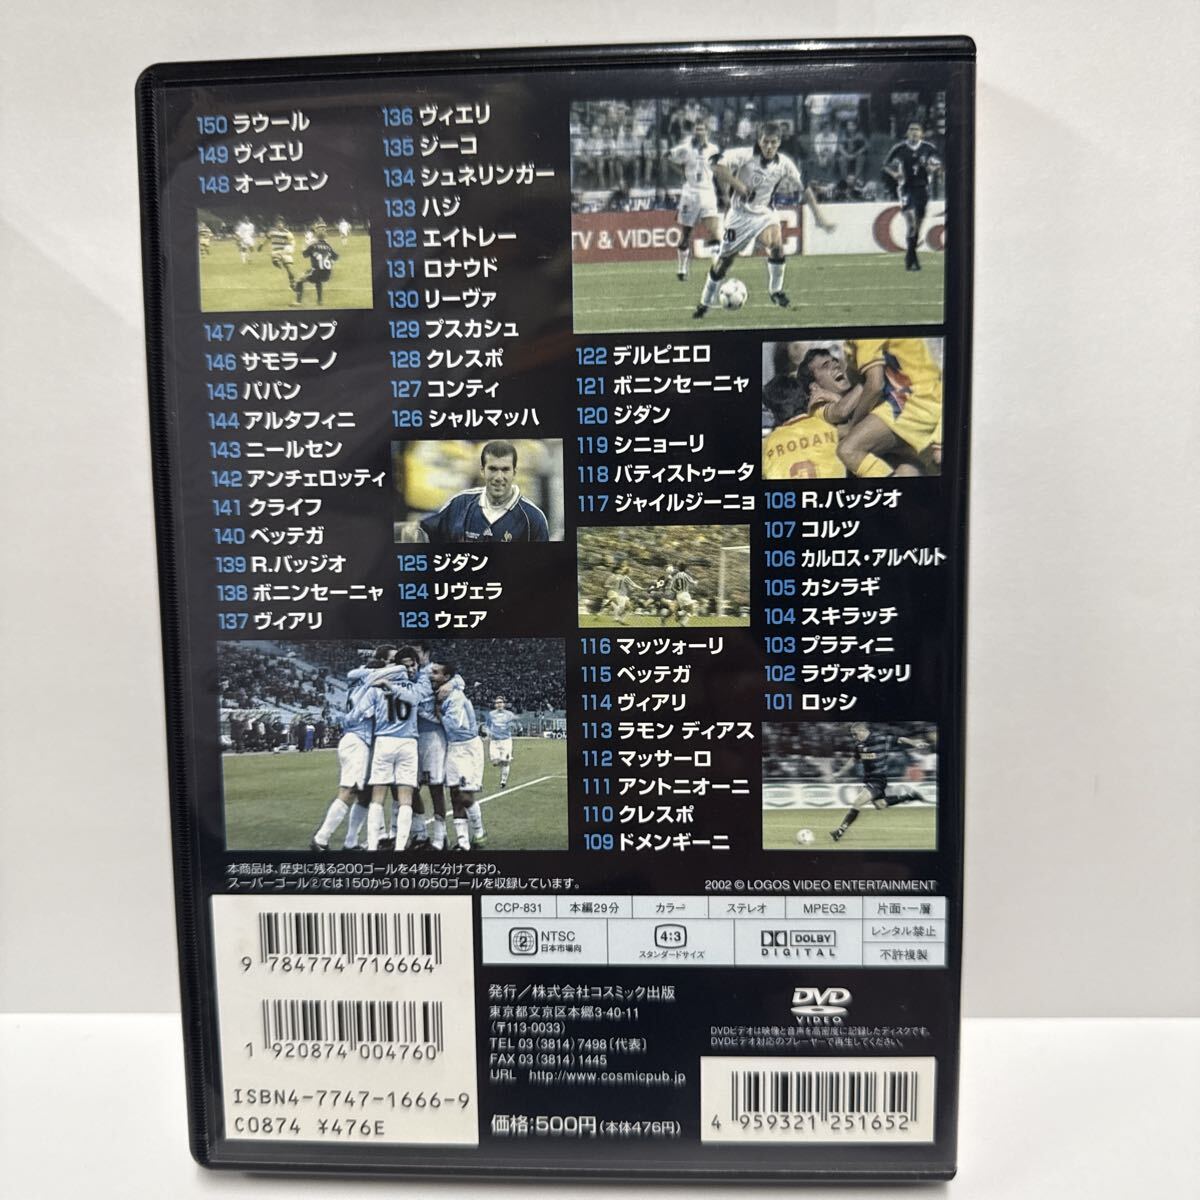 150 ラウール
149 ヴィエリ
148 オーウェン
147 ベルカンプ
146 サモラーノ
145 パパン
144 アルタフィニ
143 ニールセン
142 アンチェロッティ
141 クライフ
140 ベッテガ
139 R.バッジオ
138 ボニンセーニャ
137 ヴィアリ
136 ヴィエリ
135 ジーコ
134 シュネリンガー
133 ハジ
132 エイトレー
131 ロナウド
130 リーヴァ
129 プスカシュ
128 クレスポ
127 コンティ
126 シャルマッハ
125 ジダン
124 リヴェラ
123 ウェア
TV & VIDEO
JVC
20
16
122 デルピエロ
121 ボニンセーニャ
120 ジダン
119 シニョーリ
118 バティストゥータ
117 ジャイルジーニョ
PRODAN
116 マッツォーリ
115 ベッテガ
114 ヴィアリ
113 ラモン ディアス
112 マッサーロ
111 アントニオーニ
110 クレスポ
109 ドメンギーニ
108 R.バッジオ
107 コルツ
106 カルロス・アルベルト
105 カシラギ
104 スキラッチ
103 プラティニ
102 ラヴァネッリ
101 ロッシ
16
本商品は、歴史に残る200ゴールを4巻に分けており、
スーパーゴール②では150から101の50ゴールを収録しています。
2002 © LOGOS VIDEO ENTERTAINMENT
CCP-831 本編29分 カラー ステレオ MPEG2 片面・一層
2 NTSC 日本市場向
4:3 スタンダードサイズ
DOLBY DIGITAL
レンタル禁止
不許複製
9 784774 716664
1 920874 004760
ISBN4-7747-1666-9
C0874 ¥476E
発行／株式会社コスミック出版
東京都文京区本郷3-40-11
(〒113-0033)
TEL 03(3814)7498〔代表〕
FAX 03(3814)1445
URL http://www.cosmicpub.jp
価格:500円(本体476円)
DVD VIDEO
DVDビデオは映像と音声を高密度に記録したディスクです。
DVDビデオ対応のプレーヤーで再生してください。
4 959321 251652